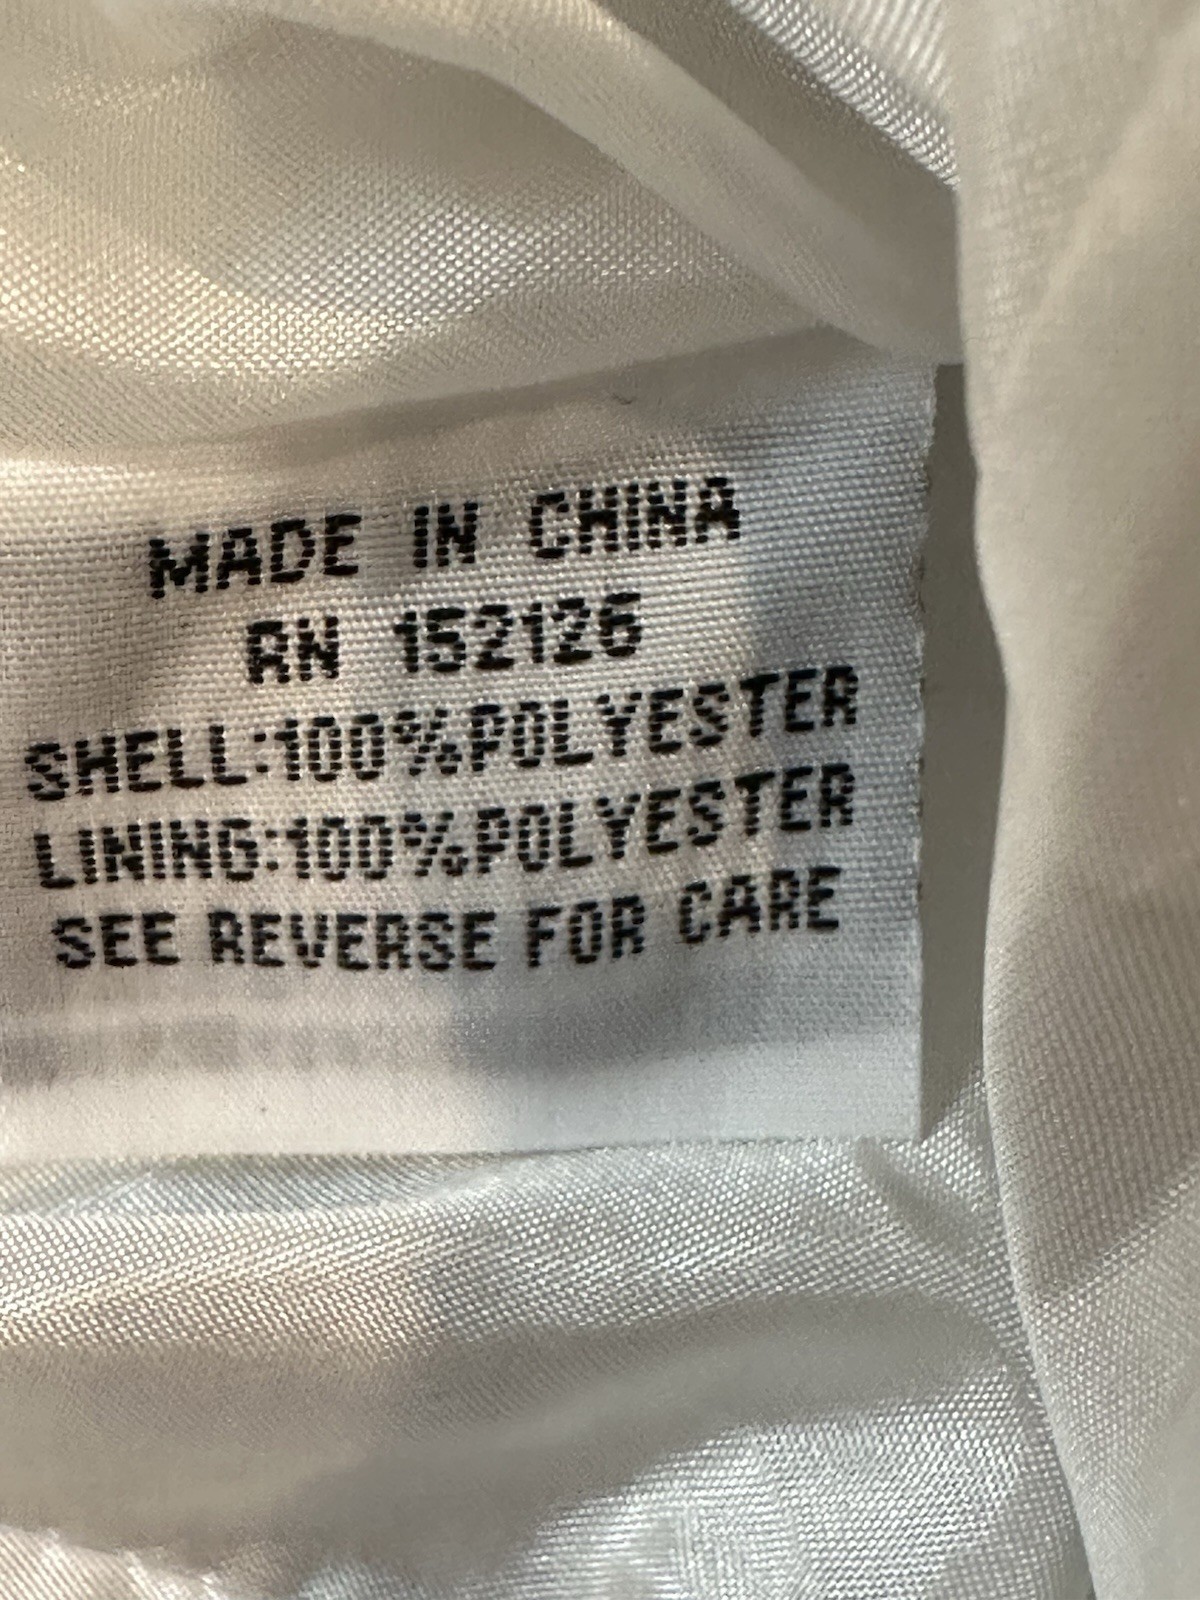 MADE IN CHINA
RN 152126
SHELL:100%POLYESTER
LINING:100%POLYESTER
SEE REVERSE FOR CARE